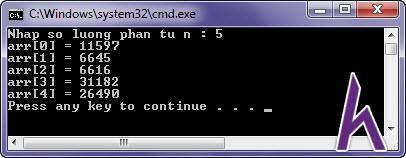 C:\Windows\system32\cmd.exe
Nhap so luong phan tu n : 5
arr[0] = 11597
arr[1] = 6645
arr[2] = 6616
arr[3] = 31182
arr[4] = 26490
Press any key to continue . . . _